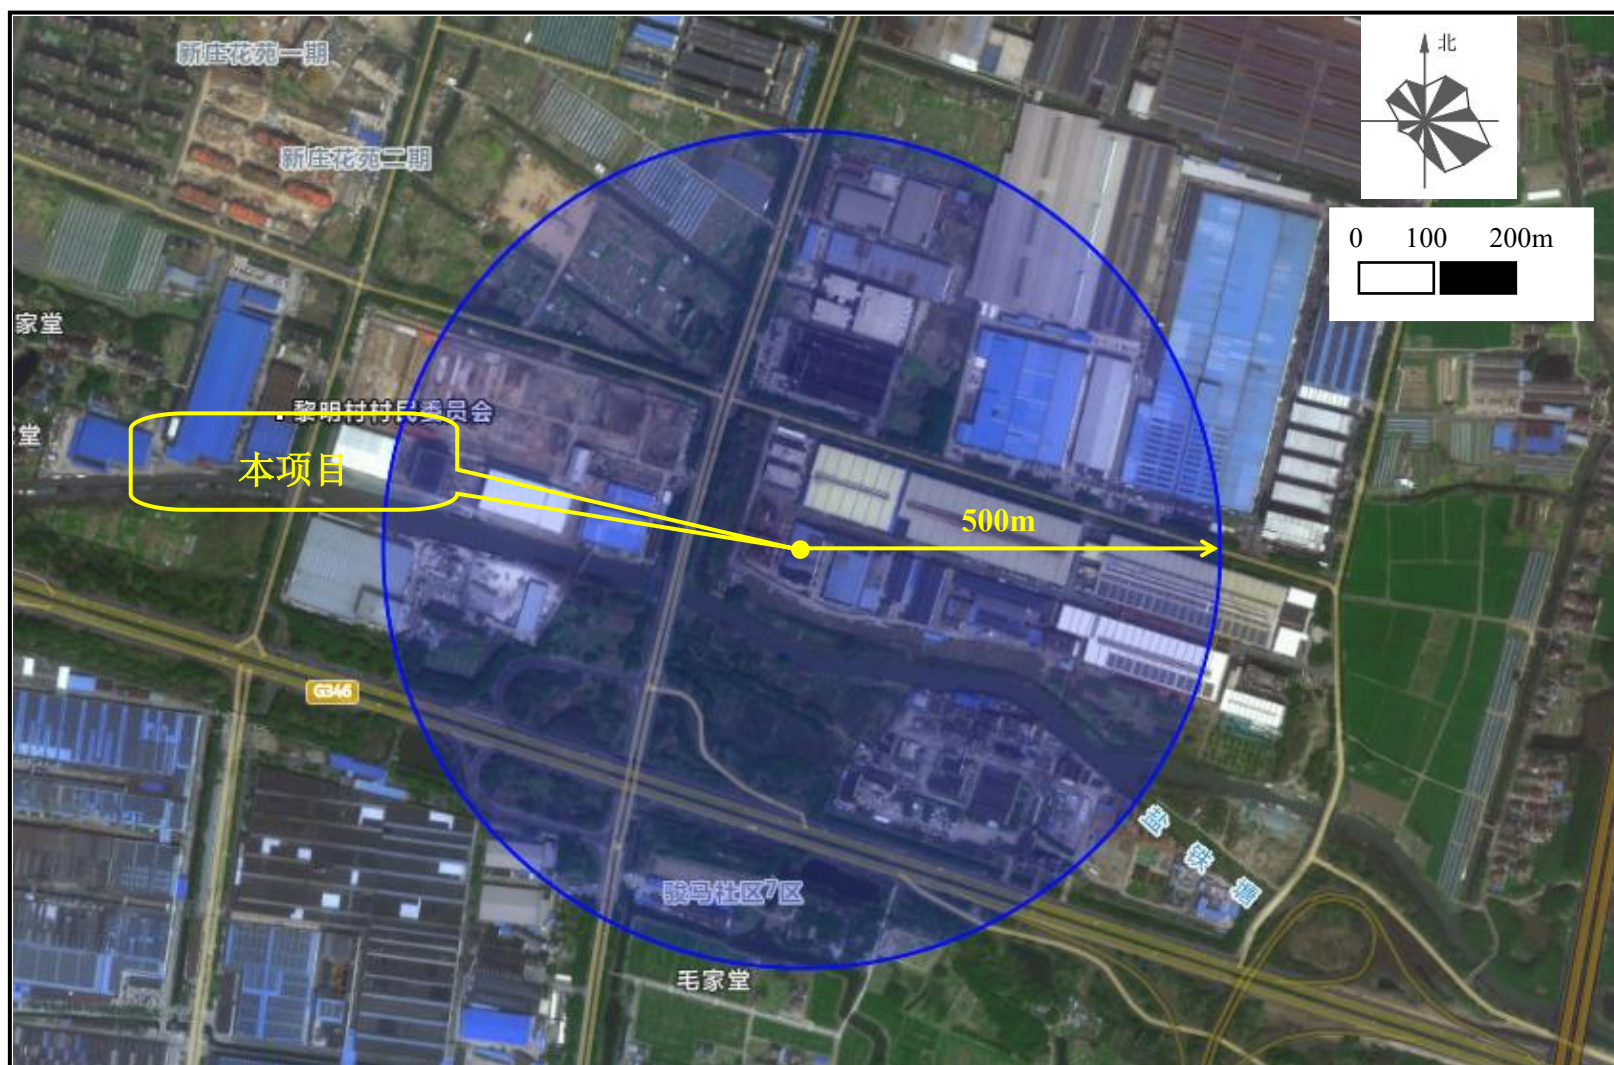 新庄花苑一期
北
新庄花苑二期
0 100 200m
家堂
黎明村村民委员会
堂
本项目
500m
G346
盐铁塘
骏马社区7区
毛家堂